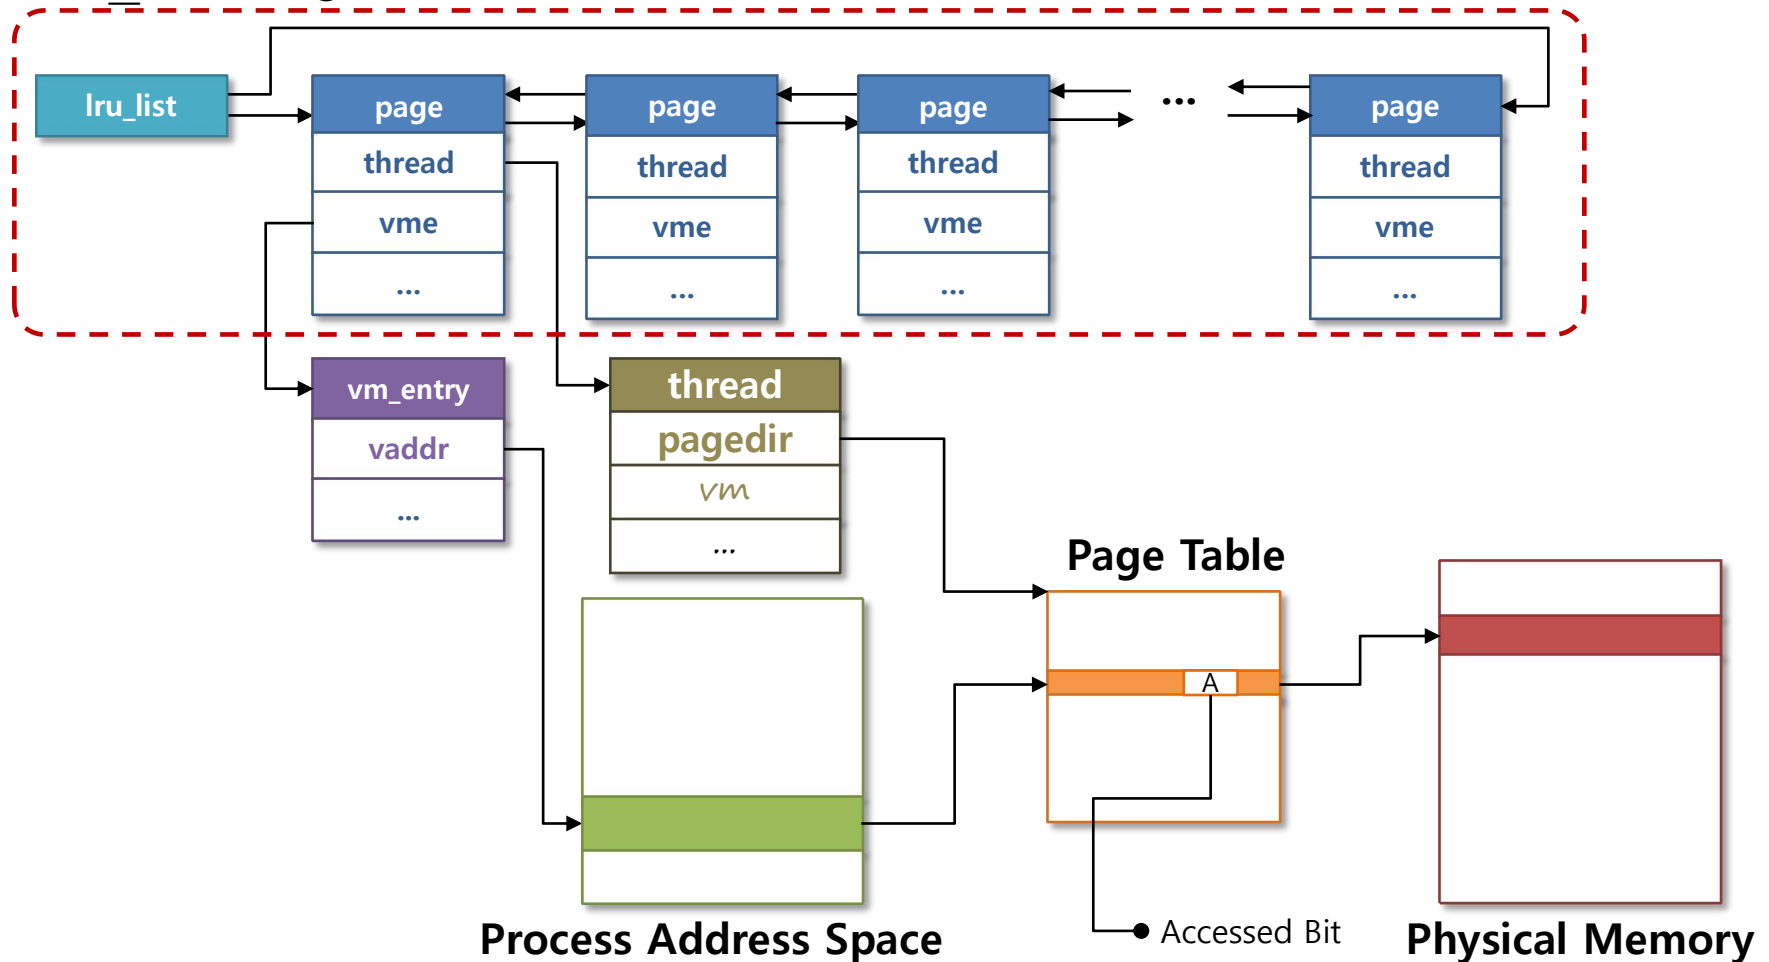 lru_list
page
page
page
...
page
thread
thread
thread
thread
vme
vme
vme
vme
...
...
...
...
vm_entry
thread
vaddr
pagedir
vm
...
...
Page Table
A
Accessed Bit
Process Address Space
Physical Memory